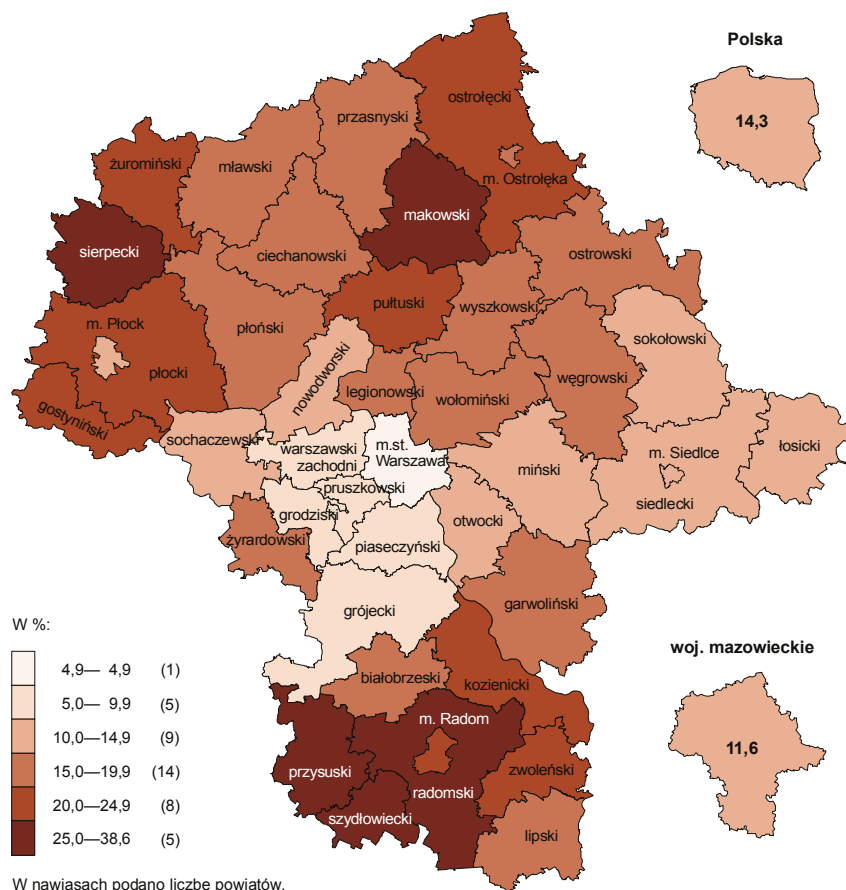 Polska
14,3
ostrołęcki
przasnyski
żuromiński
mławski
m. Ostrołęka
makowski
sierpecki
ciechanowski
ostrowski
pułtuski
wyszkowski
m. Płock
płoński
sokołowski
płocki
nowodworski
węgrowski
legionowski
wołomiński
gostyniński
sochaczewski
warszawski
zachodni
m.st.
Warszawa
m. Siedlce
łosicki
miński
pruszkowski
siedlecki
grodziski
otwocki
żyrardowski
piaseczyński
garwoliński
grójecki
W %:
4,9— 4,9 (1)
5,0— 9,9 (5)
10,0—14,9 (9)
15,0—19,9 (14)
20,0—24,9 (8)
25,0—38,6 (5)
woj. mazowieckie
11,6
białobrzeski
kozienicki
m. Radom
przysuski
zwoleński
radomski
szydłowiecki
lipski
W nawiasach podano liczbę powiatów.